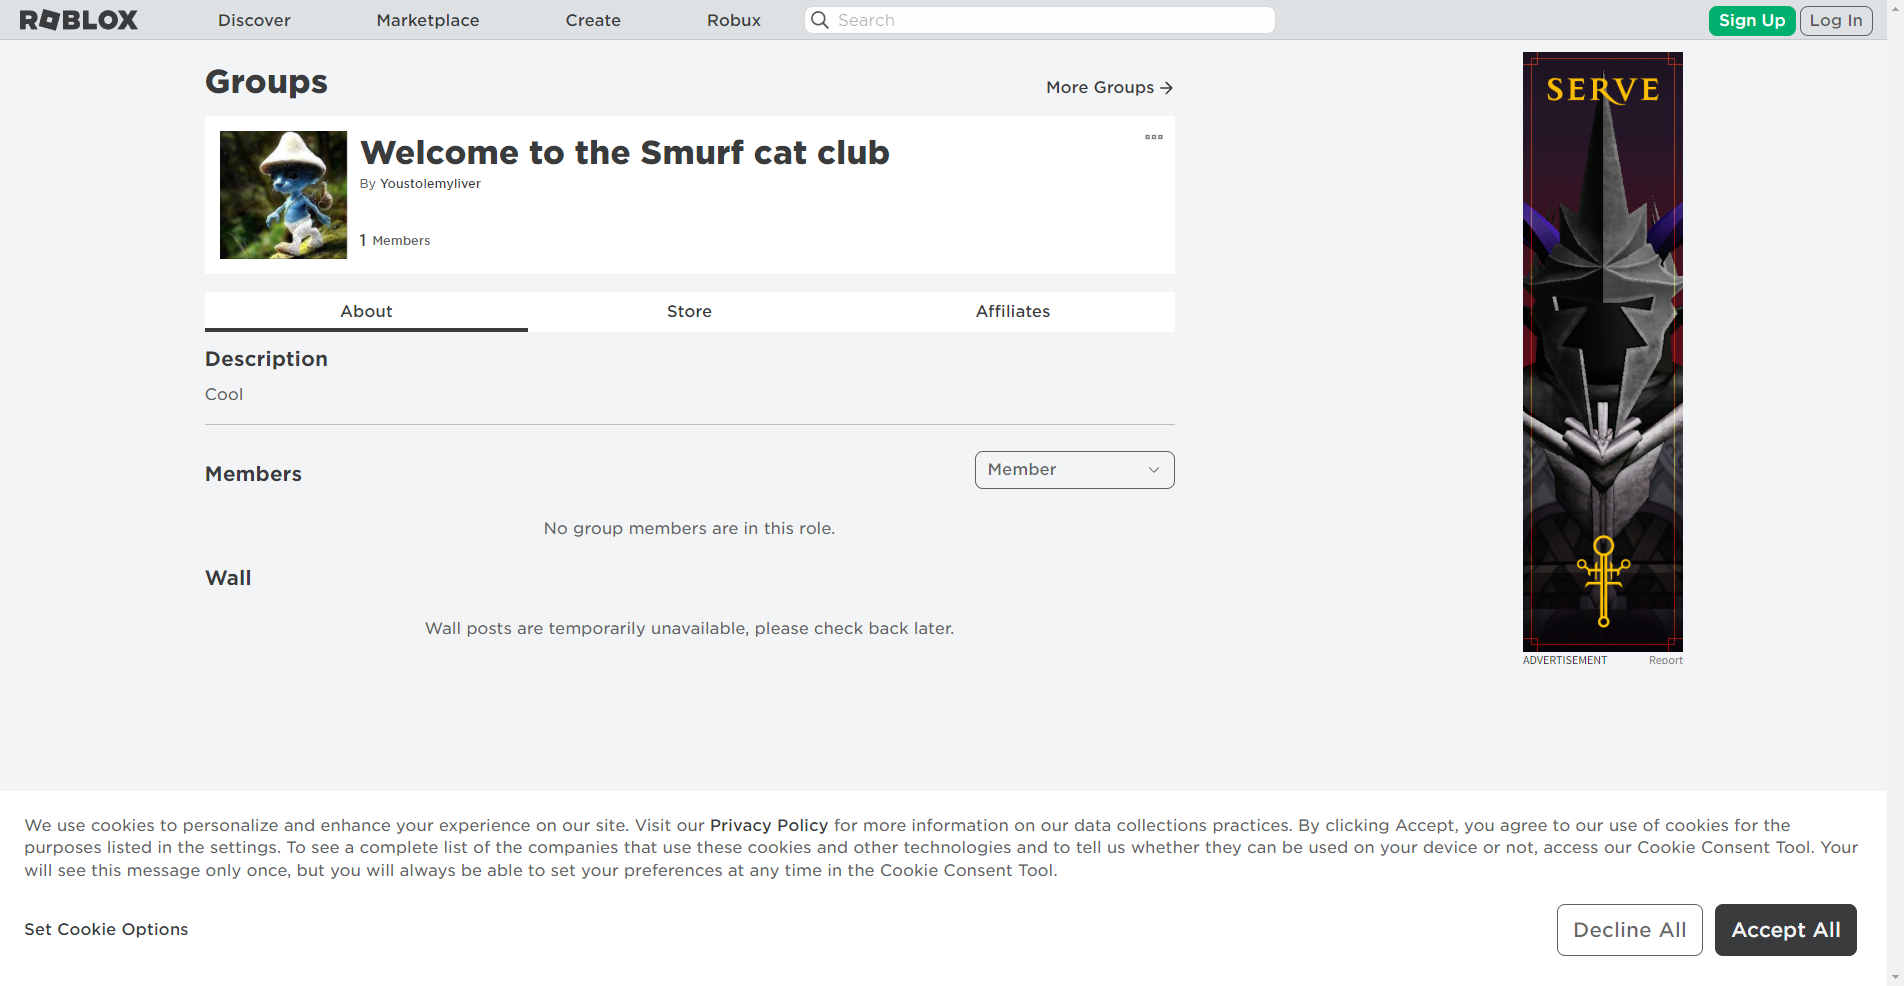 ROBLOX
Discover
Marketplace
Create
Robux
Search
Sign Up
Log In
Groups
More Groups
Welcome to the Smurf cat club
By Youstolemyliver
1 Members
About
Store
Affiliates
Description
Cool
Members
Member
No group members are in this role.
Wall
Wall posts are temporarily unavailable, please check back later.
SERVE
ADVERTISEMENT
Report
We use cookies to personalize and enhance your experience on our site. Visit our Privacy Policy for more information on our data collections practices. By clicking Accept, you agree to our use of cookies for the
purposes listed in the settings. To see a complete list of the companies that use these cookies and other technologies and to tell us whether they can be used on your device or not, access our Cookie Consent Tool. Your
will see this message only once, but you will always be able to set your preferences at any time in the Cookie Consent Tool.
Set Cookie Options
Decline All
Accept All